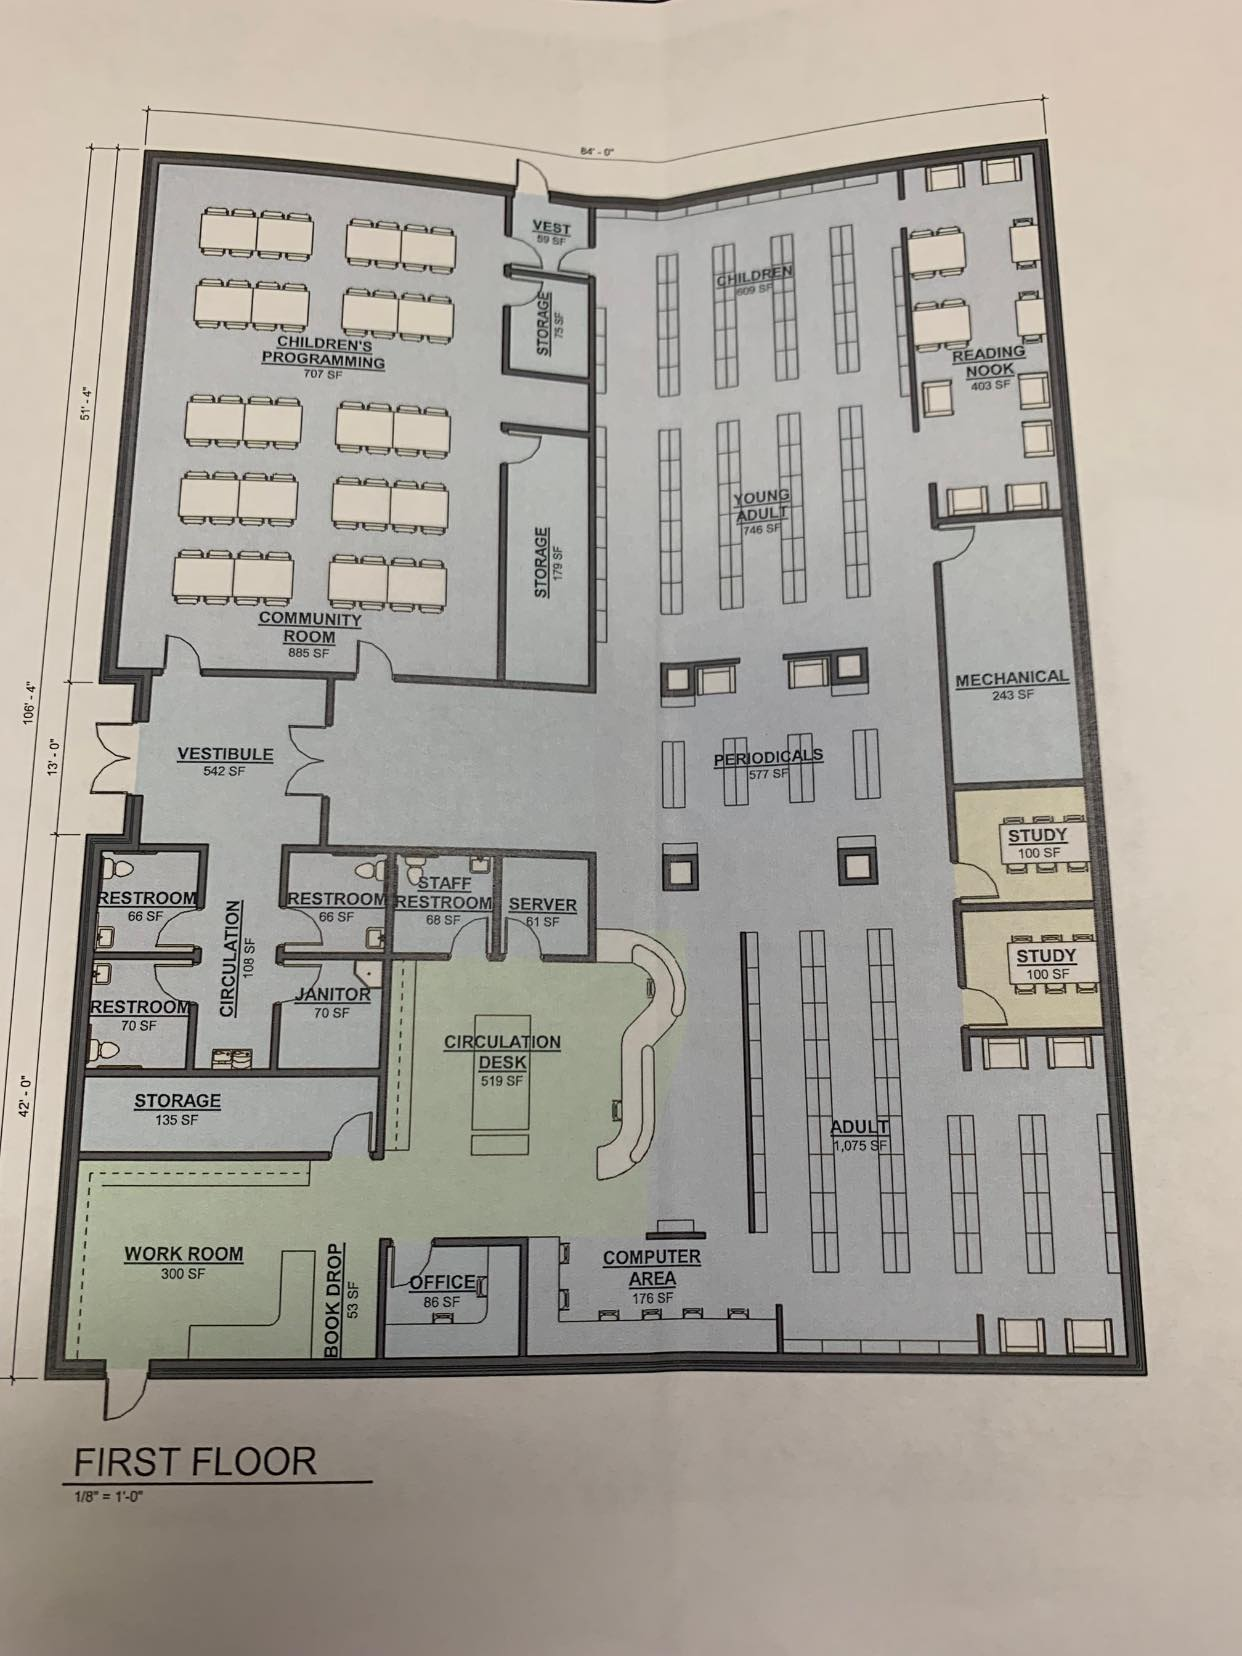 84' - 0"
VEST
59 SF
CHILDREN
609 SF
STORAGE
75 SF
CHILDREN'S
PROGRAMMING
707 SF
READING
NOOK
403 SF
51' - 4"
YOUNG
ADULT
746 SF
STORAGE
179 SF
COMMUNITY
ROOM
885 SF
MECHANICAL
243 SF
106' - 4"
13' - 0"
VESTIBULE
542 SF
PERIODICALS
577 SF
STUDY
100 SF
RESTROOM
66 SF
RESTROOM
66 SF
STAFF
RESTROOM
68 SF
SERVER
61 SF
CIRCULATION
108 SF
STUDY
100 SF
RESTROOM
70 SF
JANITOR
70 SF
CIRCULATION
DESK
519 SF
42' - 0"
STORAGE
135 SF
ADULT
1,075 SF
WORK ROOM
300 SF
BOOK DROP
53 SF
OFFICE
86 SF
COMPUTER
AREA
176 SF
FIRST FLOOR
1/8" = 1'-0"